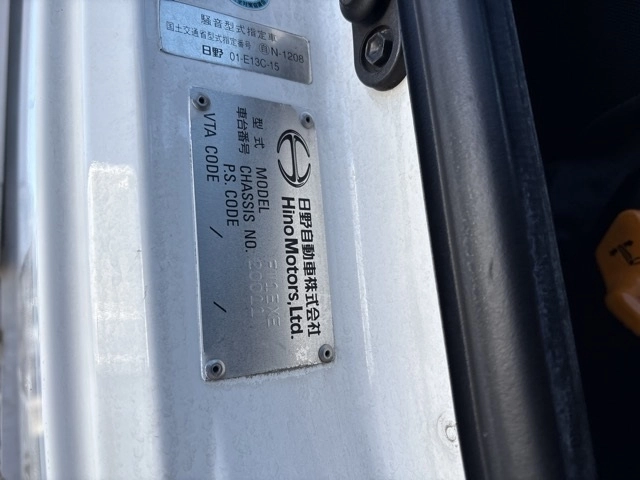 騒音型式指定車
国土交通省型式指定番号 N-1208
日野 01-E13C-15
日野自動車株式会社
Hino Motors, Ltd.
型式 MODEL
車台番号 CHASSIS NO.
P.S. CODE /
VTA CODE /